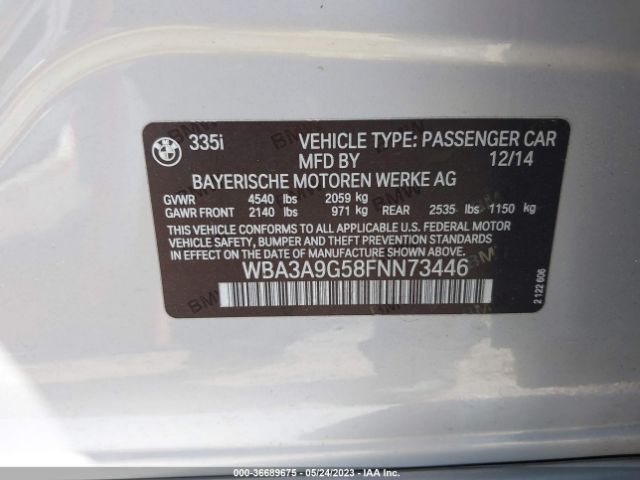 BMW
335i VEHICLE TYPE: PASSENGER CAR
MFD BY 12/14
BAYERISCHE MOTOREN WERKE AG
GVWR 4540 lbs 2059 kg
GAWR FRONT 2140 lbs 971 kg REAR 2535 lbs 1150 kg
THIS VEHICLE CONFORMS TO ALL APPLICABLE U.S. FEDERAL MOTOR
VEHICLE SAFETY, BUMPER, AND THEFT PREVENTION STANDARDS
IN EFFECT ON THE DATE OF MANUFACTURE SHOWN ABOVE.
WBA3A9G58FNN73446
2 122 606
000-36689675 - 05/24/2023 - IAAI.COM